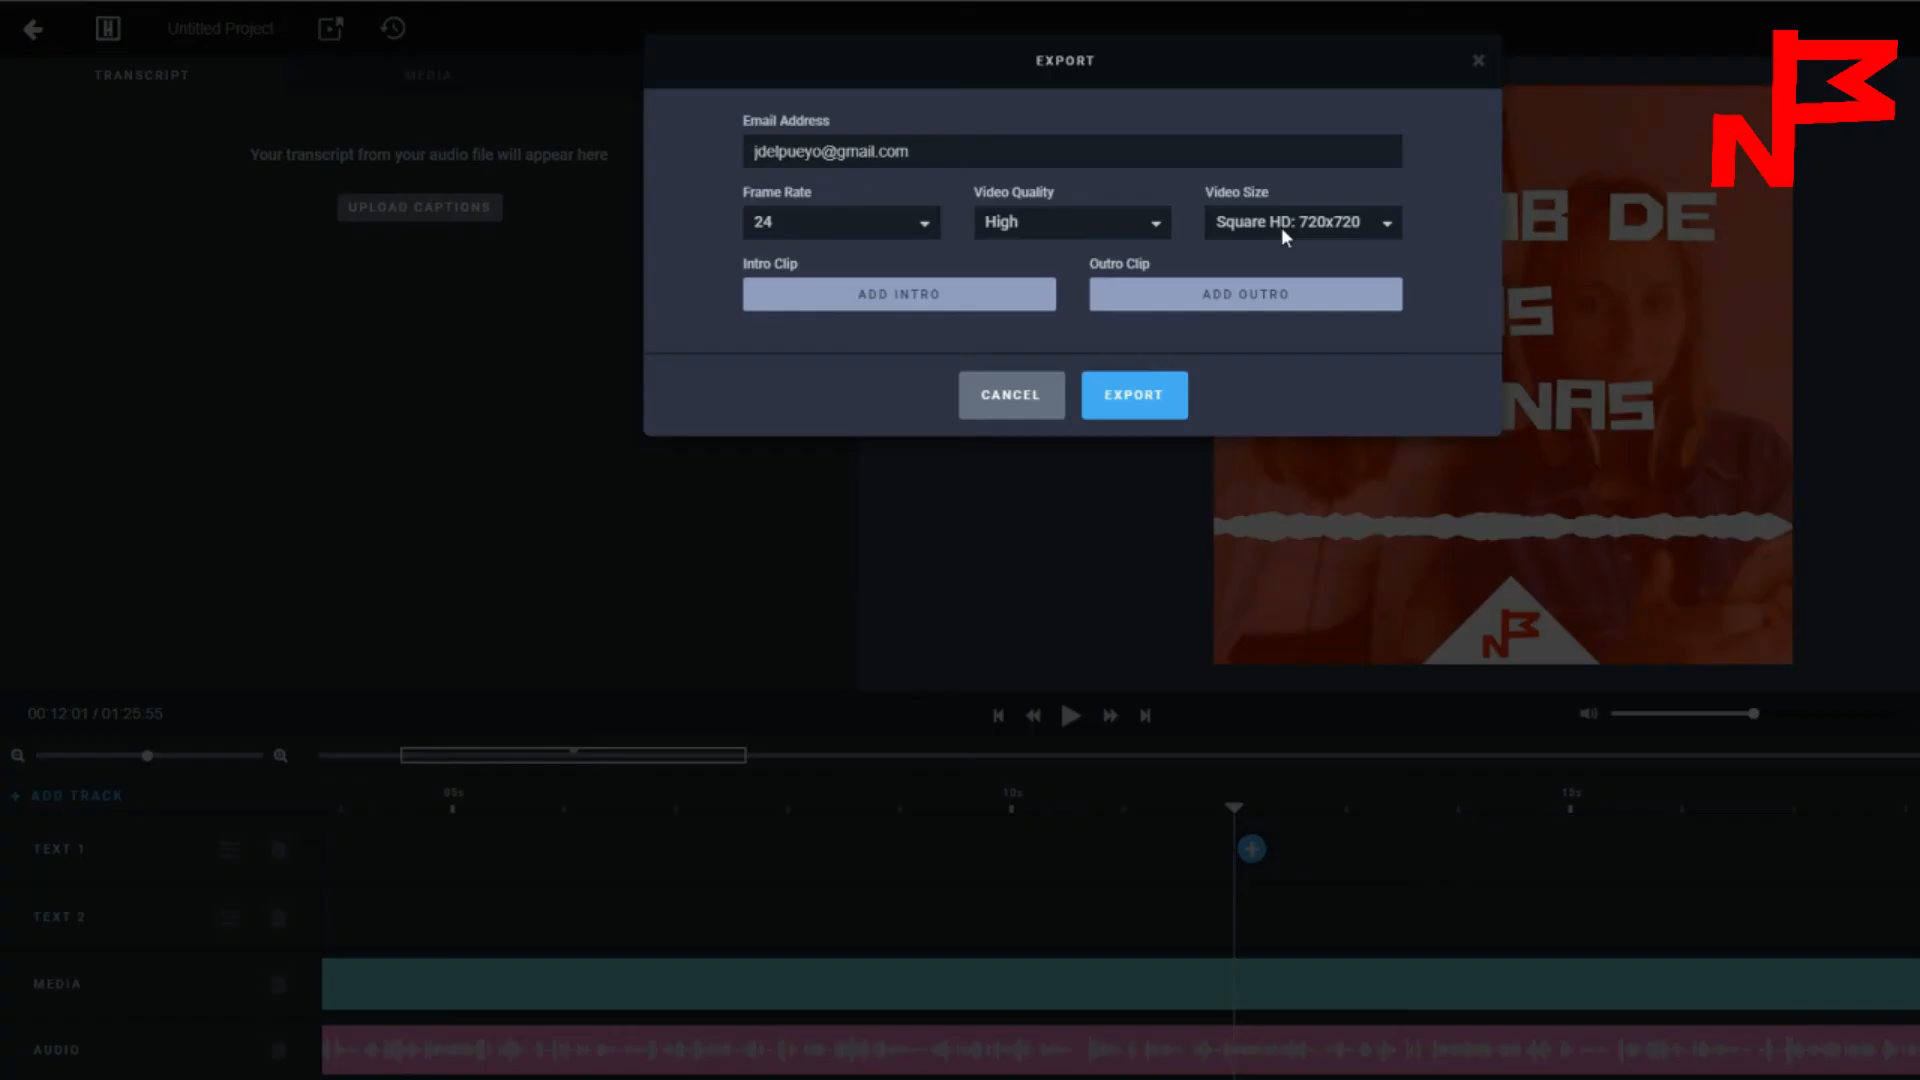 Untitled Project
EXPORT
TRANSCRIPT
MEDIA
Email Address
jdelpueyo@gmail.com
Your transcript from your audio file will appear here
UPLOAD CAPTIONS
Frame Rate
Video Quality
Video Size
24
High
Square HD: 720x720
Intro Clip
Outro Clip
ADD INTRO
ADD OUTRO
CANCEL
EXPORT
DE
00:12:01 / 01:25:55
+ ADD TRACK
05s
10s
15s
TEXT 1
TEXT 2
MEDIA
AUDIO